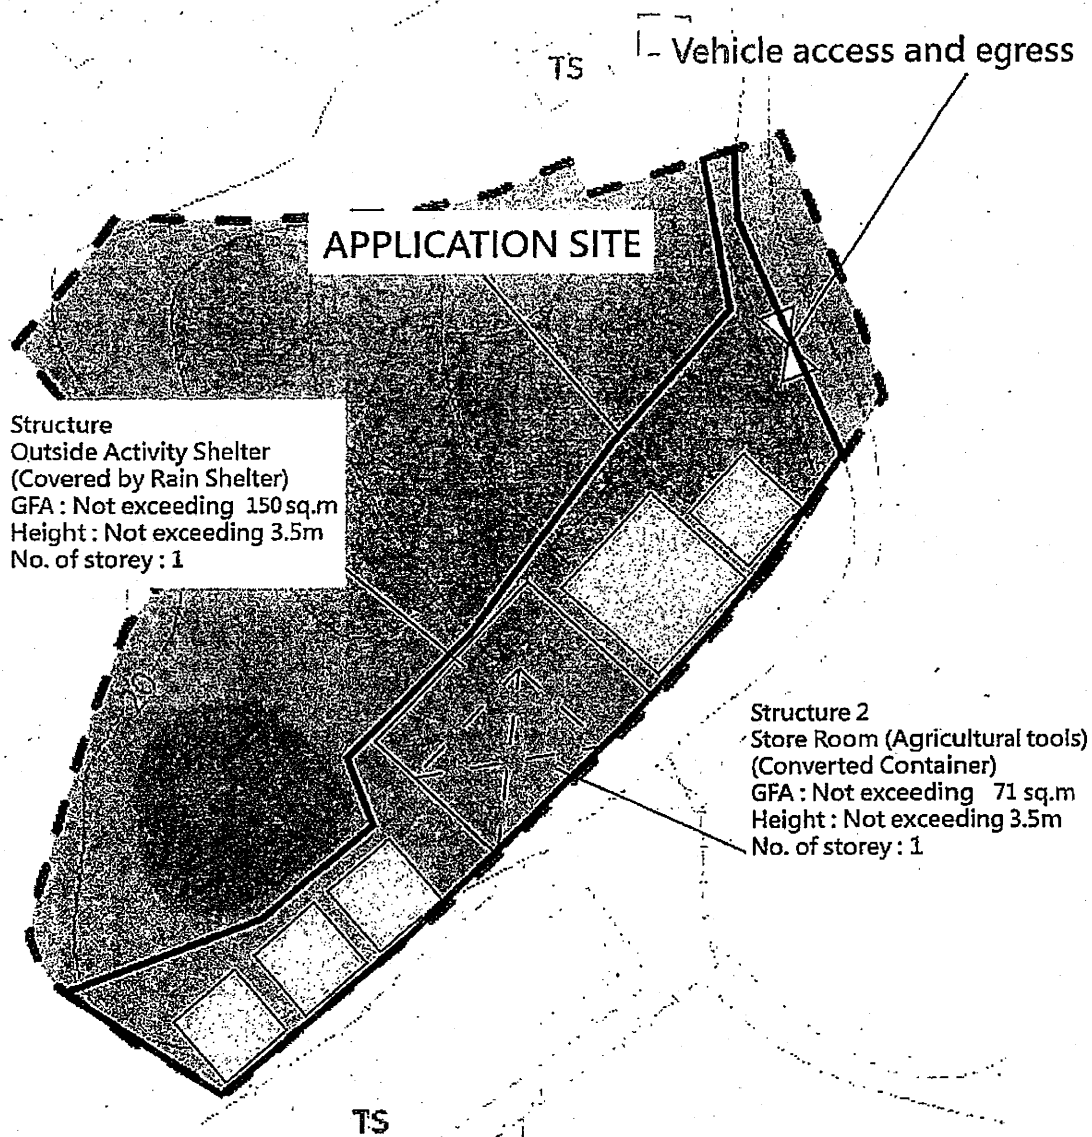 Vehicle access and egress
TS
APPLICATION SITE
Structure
Outside Activity Shelter
(Covered by Rain Shelter)
GFA : Not exceeding 150 sq.m
Height : Not exceeding 3.5m
No. of storey : 1
Structure 2
Store Room (Agricultural tools)
(Converted Container)
GFA : Not exceeding 71 sq.m
Height : Not exceeding 3.5m
No. of storey : 1
TS